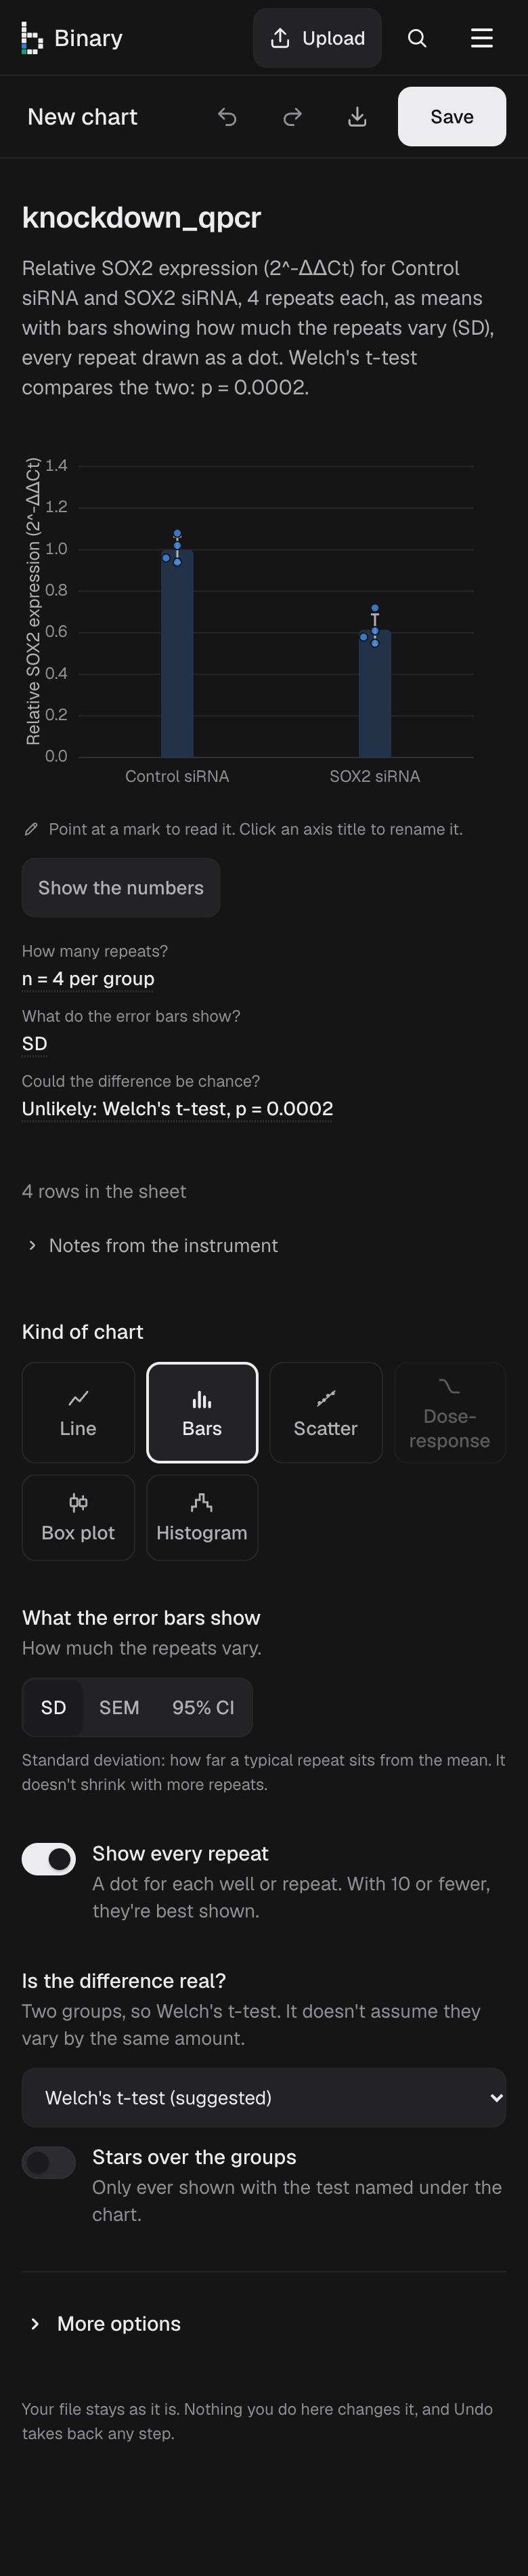 Binary
Upload
New chart
Save
knockdown_qpcr
Relative SOX2 expression (2^-ΔΔCt) for Control
siRNA and SOX2 siRNA, 4 repeats each, as means
with bars showing how much the repeats vary (SD),
every repeat drawn as a dot. Welch's t-test
compares the two: p = 0.0002.
Relative SOX2 expression (2^-ΔΔCt)
1.4
1.2
1.0
0.8
0.6
0.4
0.2
0.0
Control siRNA
SOX2 siRNA
Point at a mark to read it. Click an axis title to rename it.
Show the numbers
How many repeats?
n = 4 per group
What do the error bars show?
SD
Could the difference be chance?
Unlikely: Welch's t-test, p = 0.0002
4 rows in the sheet
Notes from the instrument
Kind of chart
Line
Bars
Scatter
Dose-
response
Box plot
Histogram
What the error bars show
How much the repeats vary.
SD
SEM
95% CI
Standard deviation: how far a typical repeat sits from the mean. It
doesn't shrink with more repeats.
Show every repeat
A dot for each well or repeat. With 10 or fewer,
they're best shown.
Is the difference real?
Two groups, so Welch's t-test. It doesn't assume they
vary by the same amount.
Welch's t-test (suggested)
Stars over the groups
Only ever shown with the test named under the
chart.
More options
Your file stays as it is. Nothing you do here changes it, and Undo
takes back any step.